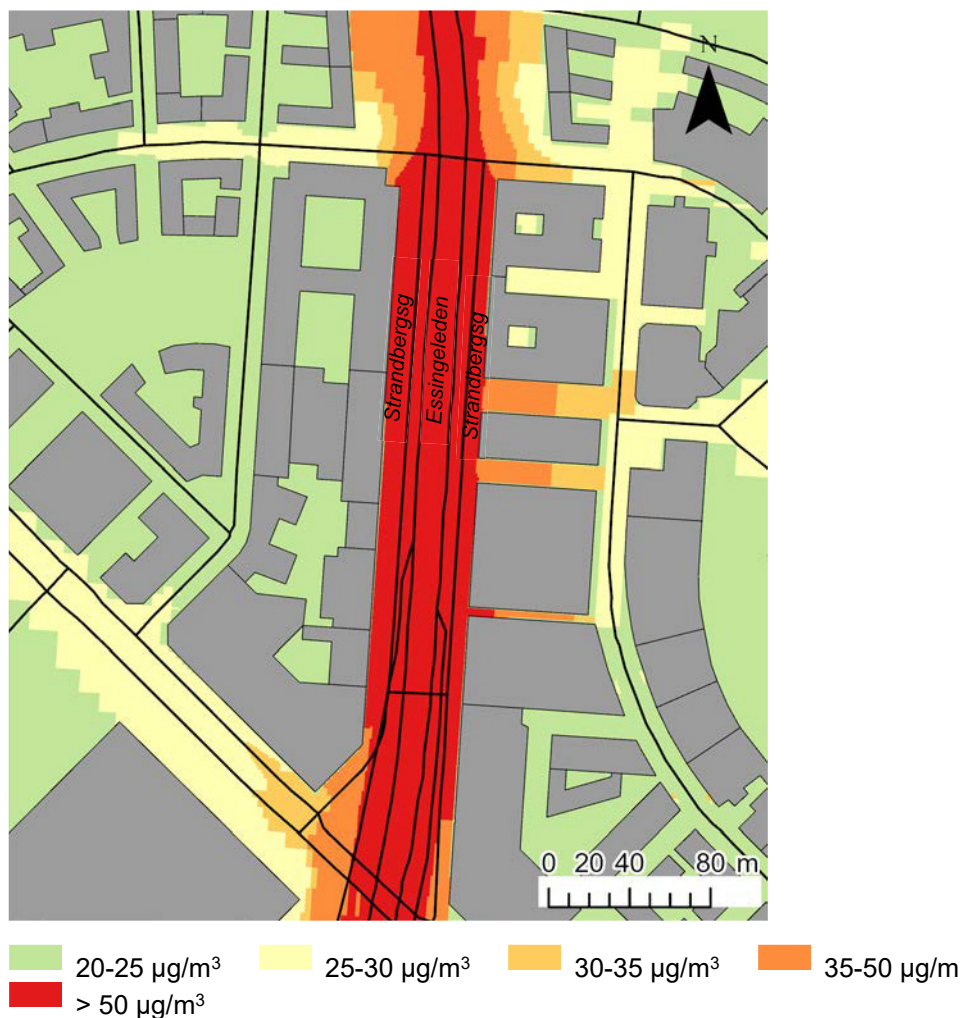 N
Strandbergsg
Essingeleden
Strandbergsg
0 20 40 80 m
20-25 µg/m³ 25-30 µg/m³ 30-35 µg/m³ 35-50 µg/m
> 50 µg/m³